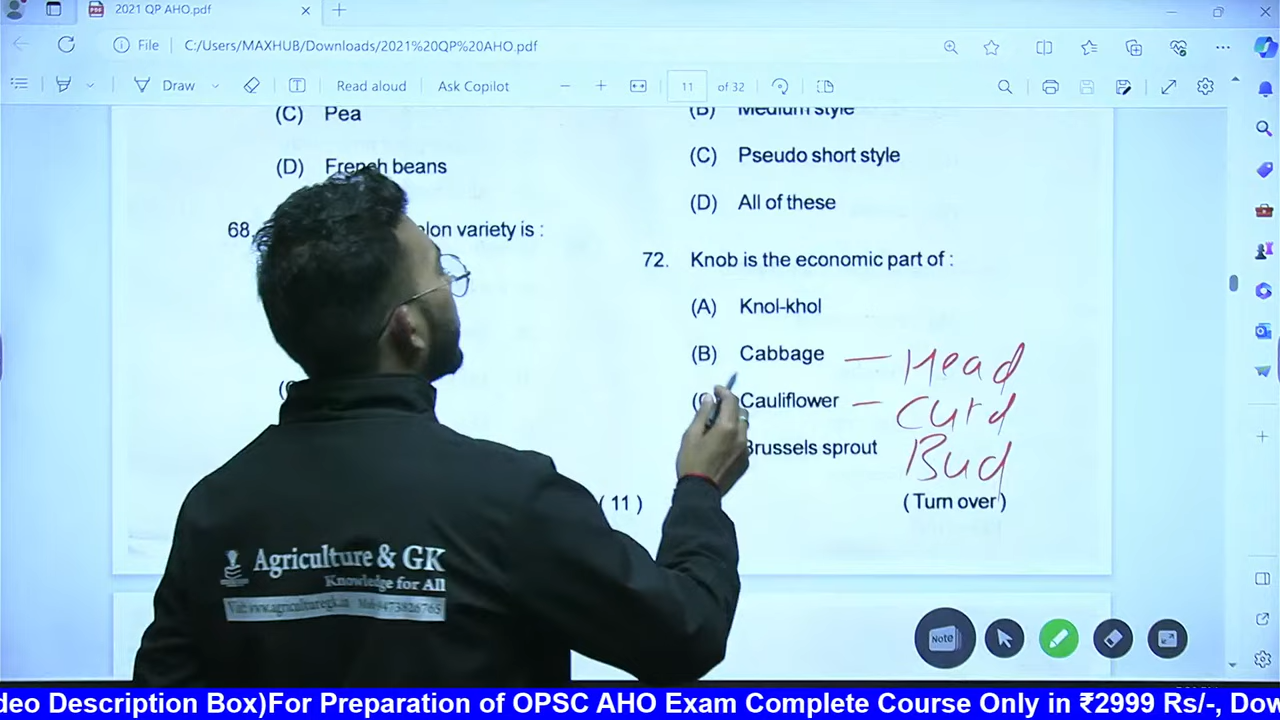 2021 QP AHO.pdf
File C:/Users/MAXHUB/Downloads/2021%20QP%20AHO.pdf
Draw Read aloud Ask Copilot 11 of 32
(C) Pea
(D) French beans
68.
variety is :
(B) Medium style
(C) Pseudo short style
(D) All of these
72. Knob is the economic part of :
(A) Knol-khol
(B) Cabbage — Head
Cauliflower — Curd
Brussels sprout Bud
( 11 )
(Turn over)
Agriculture & GK
Knowledge for All
Note
Description Box)For Preparation of OPSC AHO Exam Complete Course Only in ₹2999 Rs/-,